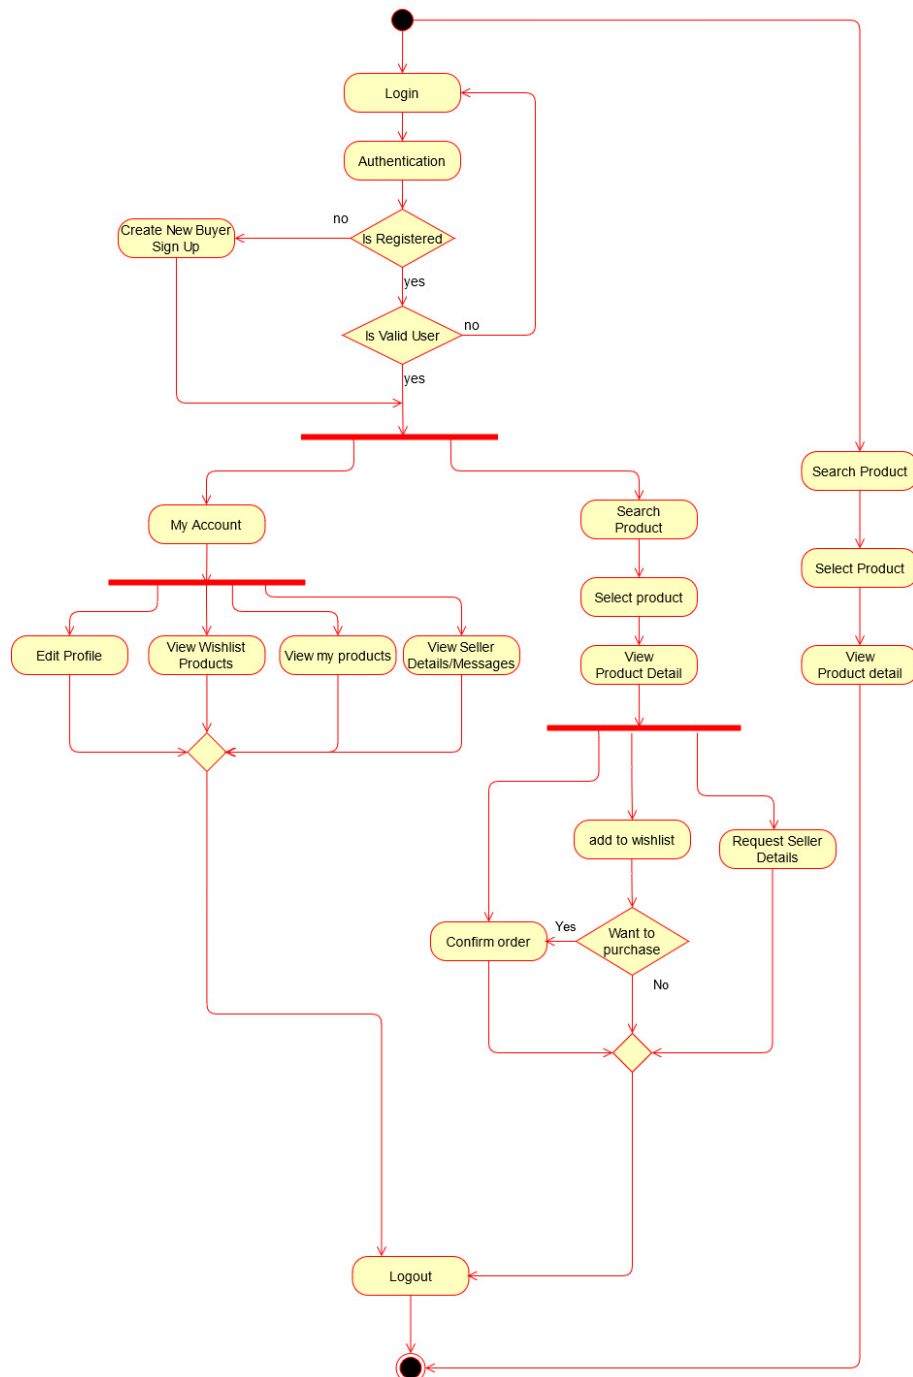 Login
Authentication
no
Create New Buyer
Sign Up
Is Registered
yes
Is Valid User
no
yes
Search Product
My Account
Search
Product
Select Product
Select product
Edit Profile
View Wishlist
Products
View my products
View Seller
Details/Messages
View
Product Detail
View
Product detail
add to wishlist
Request Seller
Details
Confirm order
Yes
Want to
purchase
No
Logout